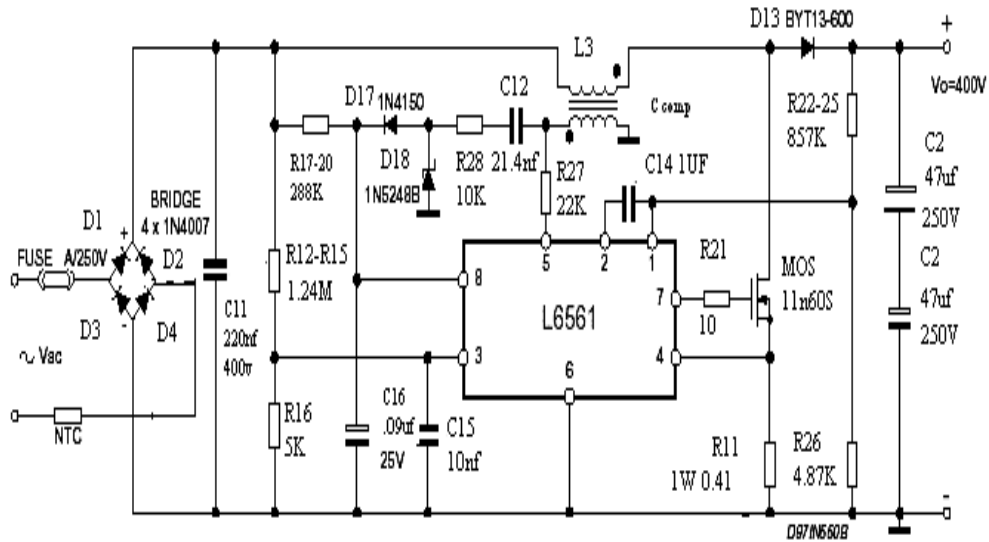 D13 BYT13-600
+
L3
Vo=400V
C12
D17 1N4150
C comp
R22-25
857K
D18
1N5248B
R28
10K
21.4nf
C14 1UF
C2
47uf
250V
R17-20
288K
R27
22K
BRIDGE
4 x 1N4007
D1
+
D2
FUSE A/250V
R12-R15
1.24M
5
2
1
R21
MOS
11n60S
C2
47uf
250V
8
7
10
L6561
D3
-
D4
C11
220nf
400v
3
4
6
~ Vac
R16
5K
C16
.09uf
25V
C15
10nf
NTC
R11
1W 0.41
R26
4.87K
-
D97IN560B